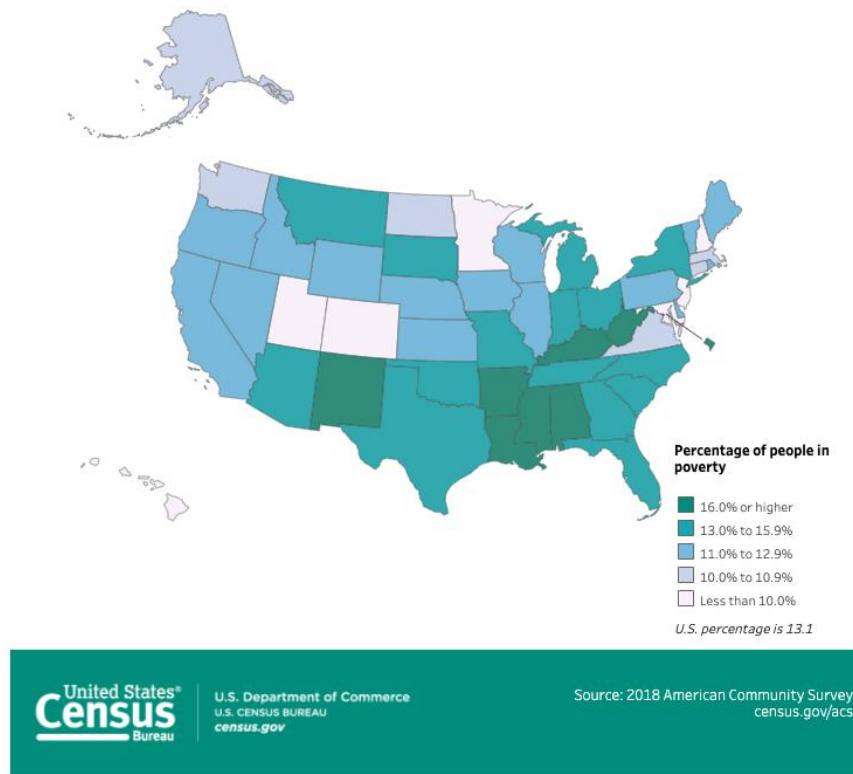 Percentage of people in
poverty
16.0% or higher
13.0% to 15.9%
11.0% to 12.9%
10.0% to 10.9%
Less than 10.0%
U.S. percentage is 13.1
United States®
Census
Bureau
U.S. Department of Commerce
U.S. CENSUS BUREAU
census.gov
Source: 2018 American Community Survey
census.gov/acs